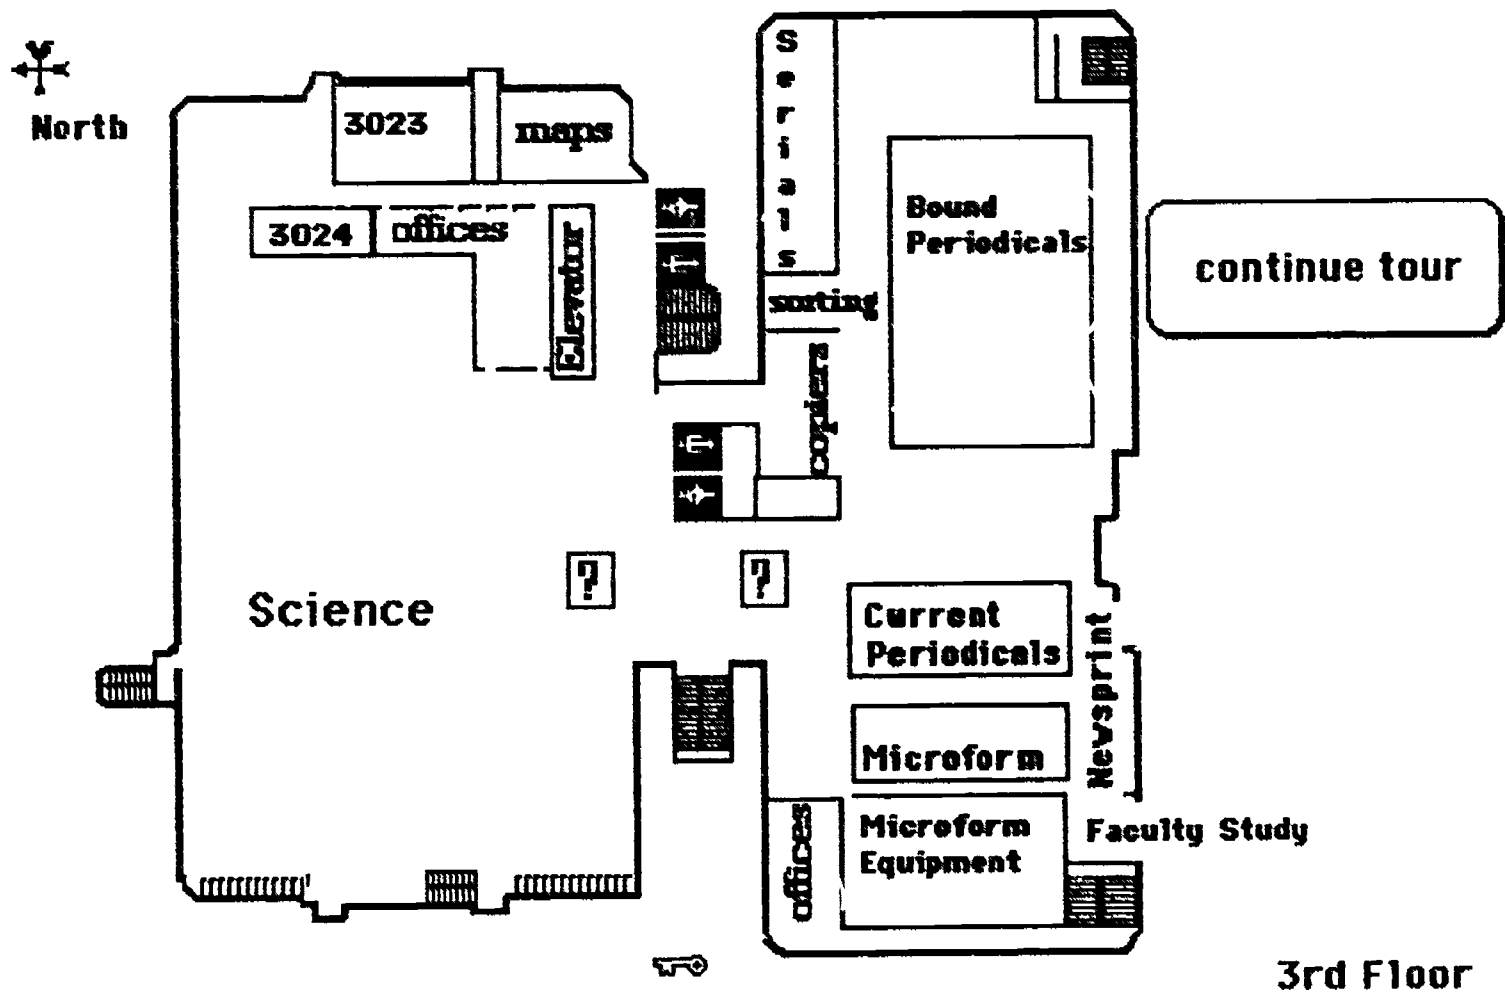 North
3023
maps
3024
offices
Elevator
Serials
sorting
copiers
Bound
Periodicals
continue tour
?
?
Science
Current
Periodicals
Newsprint
Microform
offices
Microform
Equipment
Faculty Study
3rd Floor